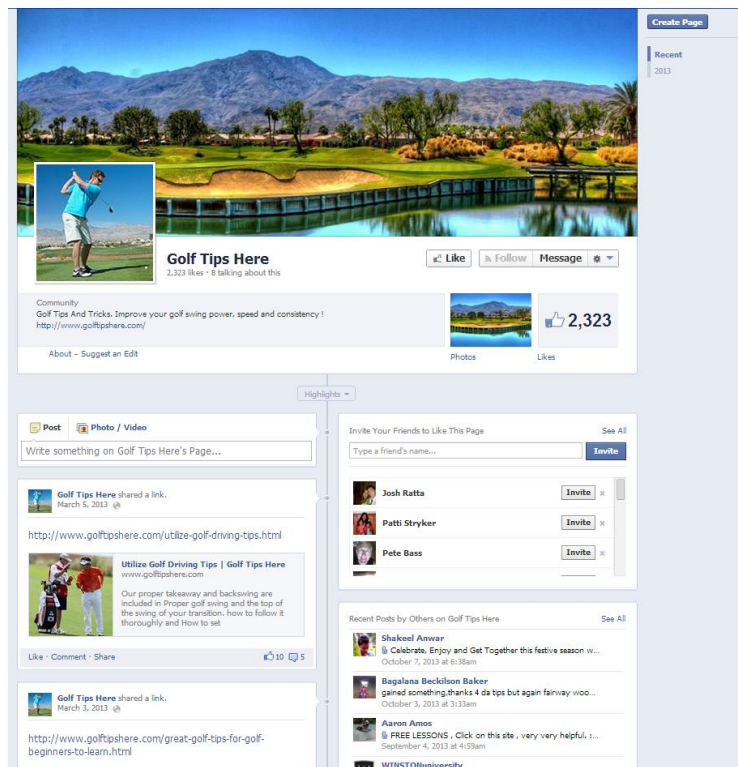 Create Page
Recent
2013
Golf Tips Here
2,323 likes · 8 talking about this
Like
Follow
Message
Community
Golf Tips And Tricks. Improve your golf swing power, speed and consistency !
http://www.golftipshere.com/
2,323
About – Suggest an Edit
Photos
Likes
Highlights
Post
Photo / Video
Write something on Golf Tips Here's Page...
Golf Tips Here shared a link.
March 5, 2013
http://www.golftipshere.com/utilize-golf-driving-tips.html
Utilize Golf Driving Tips | Golf Tips Here
www.golftipshere.com
Our proper takeaway and backswing are
included in Proper golf swing and the top of
the swing of your transition. how to follow it
thoroughly and How to set
Like · Comment · Share
10
5
Golf Tips Here shared a link.
March 3, 2013
http://www.golftipshere.com/great-golf-tips-for-golf-
beginners-to-learn.html
Invite Your Friends to Like This Page
See All
Type a friend's name...
Invite
Josh Ratta
Invite
Patti Stryker
Invite
Pete Bass
Invite
Recent Posts by Others on Golf Tips Here
See All
Shakeel Anwar
Celebrate, Enjoy and Get Together this festive season w...
October 7, 2013 at 6:38am
Bagalana Beckilson Baker
gained something,thanks 4 da tips but again fairway woo...
October 3, 2013 at 3:33am
Aaron Amos
FREE LESSONS , Click on this site , very very helpful. :...
September 4, 2013 at 4:59am
WINSTONuniversity